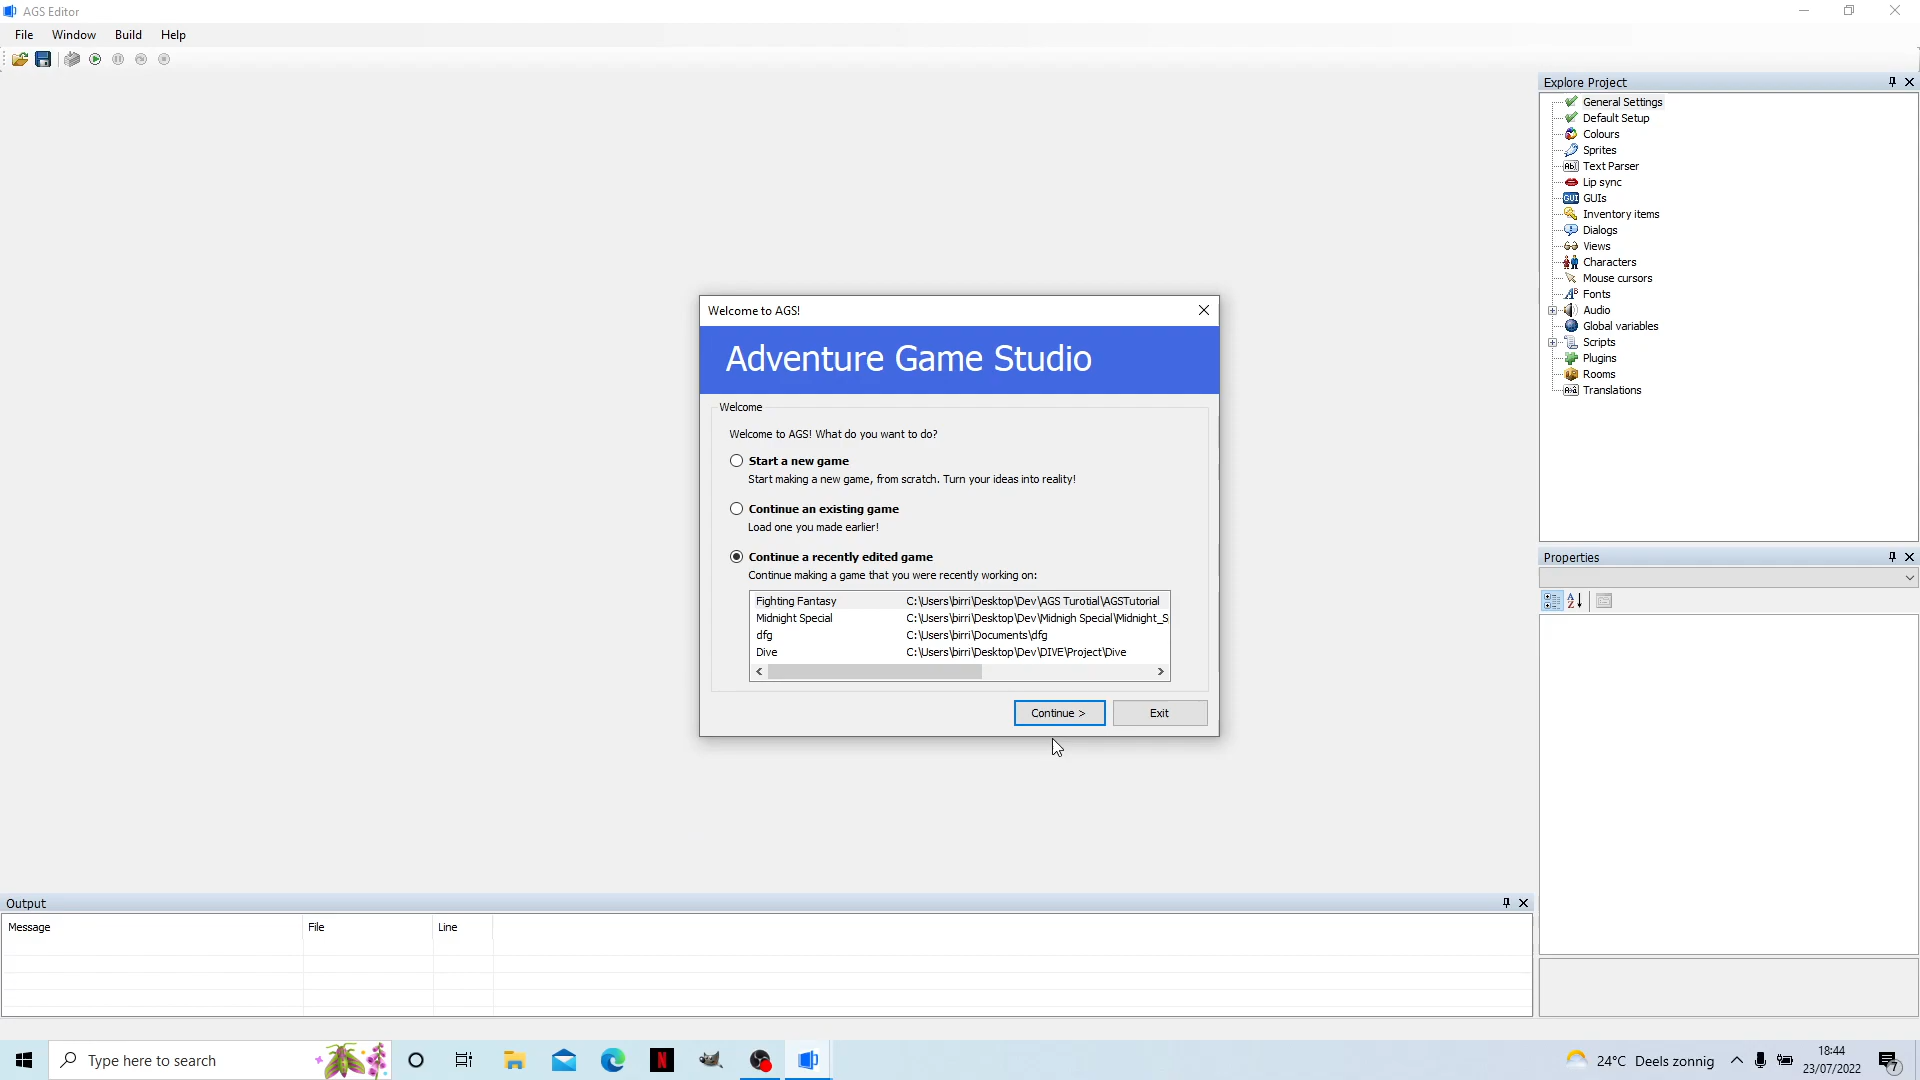 AGS Editor
File Window Build Help
Explore Project
General Settings
Default Setup
Colours
Sprites
Text Parser
Lip sync
GUIs
Inventory items
Dialogs
Views
Characters
Mouse cursors
Fonts
Audio
Global variables
Scripts
Plugins
Rooms
Translations
Welcome to AGS!
Adventure Game Studio
Welcome
Welcome to AGS! What do you want to do?
Start a new game
Start making a new game, from scratch. Turn your ideas into reality!
Continue an existing game
Load one you made earlier!
Continue a recently edited game
Continue making a game that you were recently working on:
Fighting Fantasy C:\Users\birri\Desktop\Dev\AGS Turotial\AGSTutorial
Midnight Special C:\Users\birri\Desktop\Dev\Midnigh Special\Midnight_S
dfg C:\Users\birri\Documents\dfg
Dive C:\Users\birri\Desktop\Dev\DIVE\Project\Dive
Continue > Exit
Properties
Output
Message File Line
Type here to search
24°C Deels zonnig
18:44
23/07/2022
7